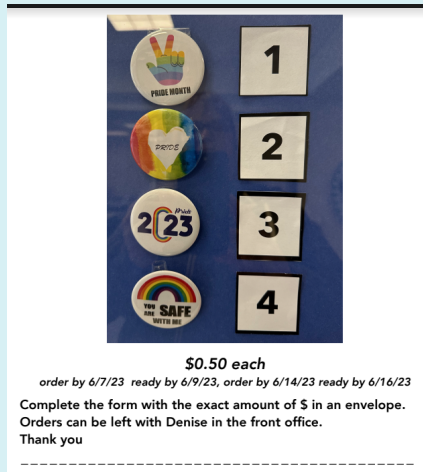 PRIDE MONTH
1
PRIDE
2
Pride
2023
3
YOU ARE SAFE
WITH ME
4
$0.50 each
order by 6/7/23 ready by 6/9/23, order by 6/14/23 ready by 6/16/23
Complete the form with the exact amount of $ in an envelope.
Orders can be left with Denise in the front office.
Thank you